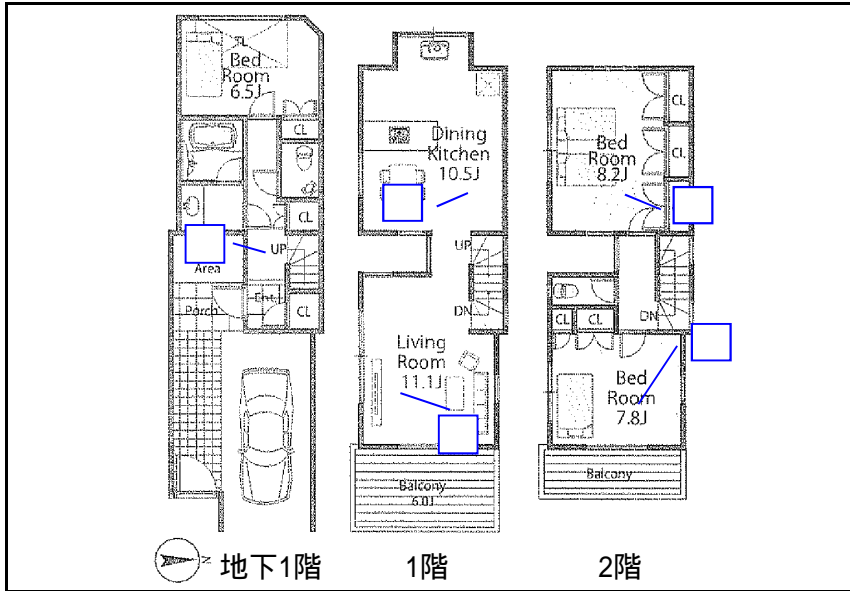 Bed
Room
6.5J
CL
CL
UP
Area
Porch
Ent.
CL
Dining
Kitchen
10.5J
UP
DN
Living
Room
11.1J
Balcony
6.0J
Bed
Room
8.2J
CL
CL
DN
CL
CL
Bed
Room
7.8J
Balcony
N
地下1階
1階
2階